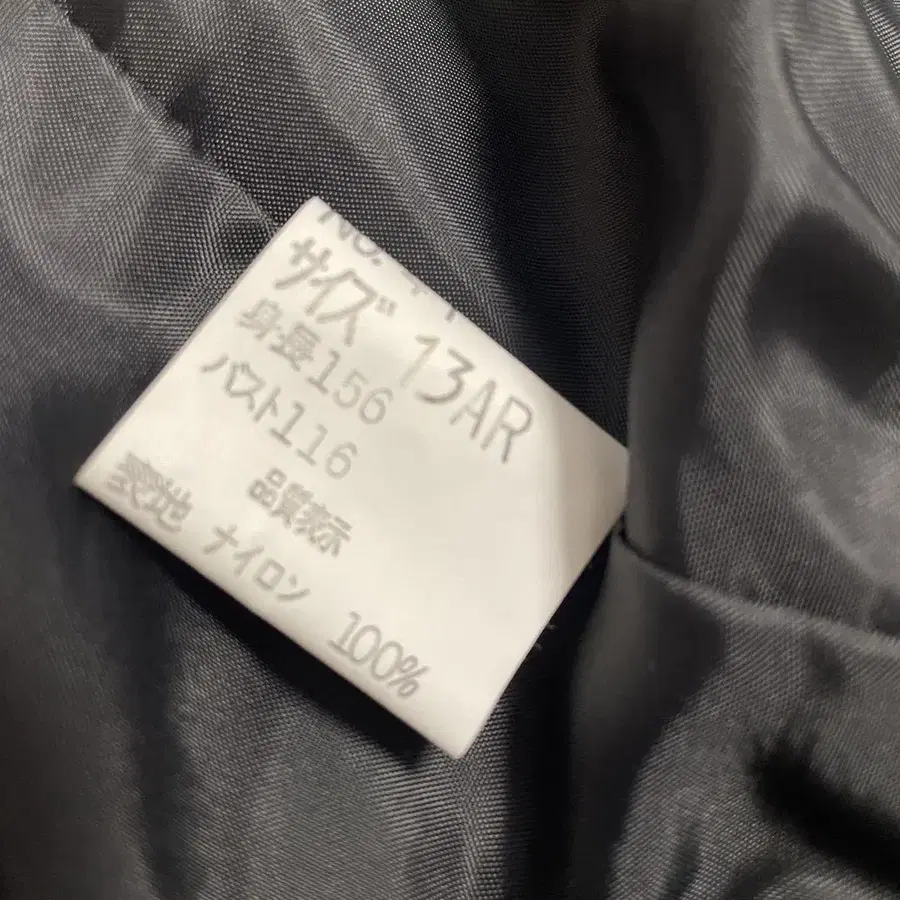 No.
サイズ 13AR
身長156
バスト116
品質表示
表地 ナイロン 100%